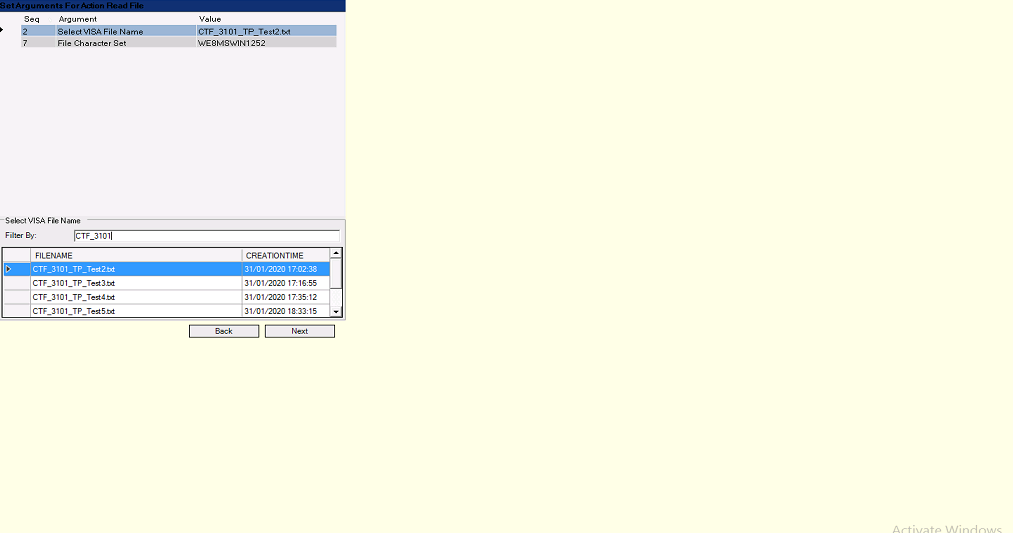 Set Arguments For Action Read File
Seq Argument Value
2 Select VISA File Name CTF_3101_TP_Test2.txt
7 File Character Set WE8MSWIN1252
Select VISA File Name
Filter By: CTF_3101
FILENAME CREATIONTIME
CTF_3101_TP_Test2.txt 31/01/2020 17:02:38
CTF_3101_TP_Test3.txt 31/01/2020 17:16:55
CTF_3101_TP_Test4.txt 31/01/2020 17:35:12
CTF_3101_TP_Test5.txt 31/01/2020 18:33:15
Back Next
Activate Windows